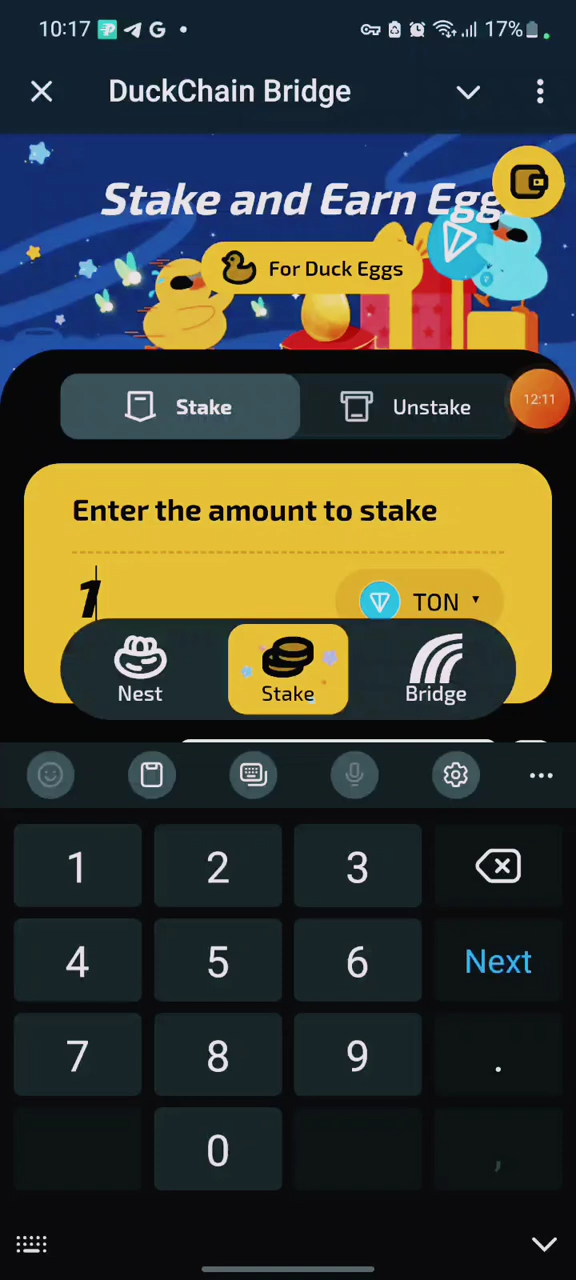 10:17
17%
DuckChain Bridge
Stake and Earn Eggs
For Duck Eggs
Stake
Unstake
12:11
Enter the amount to stake
1
TON
Nest
Stake
Bridge
1
2
3
4
5
6
Next
7
8
9
.
0
,